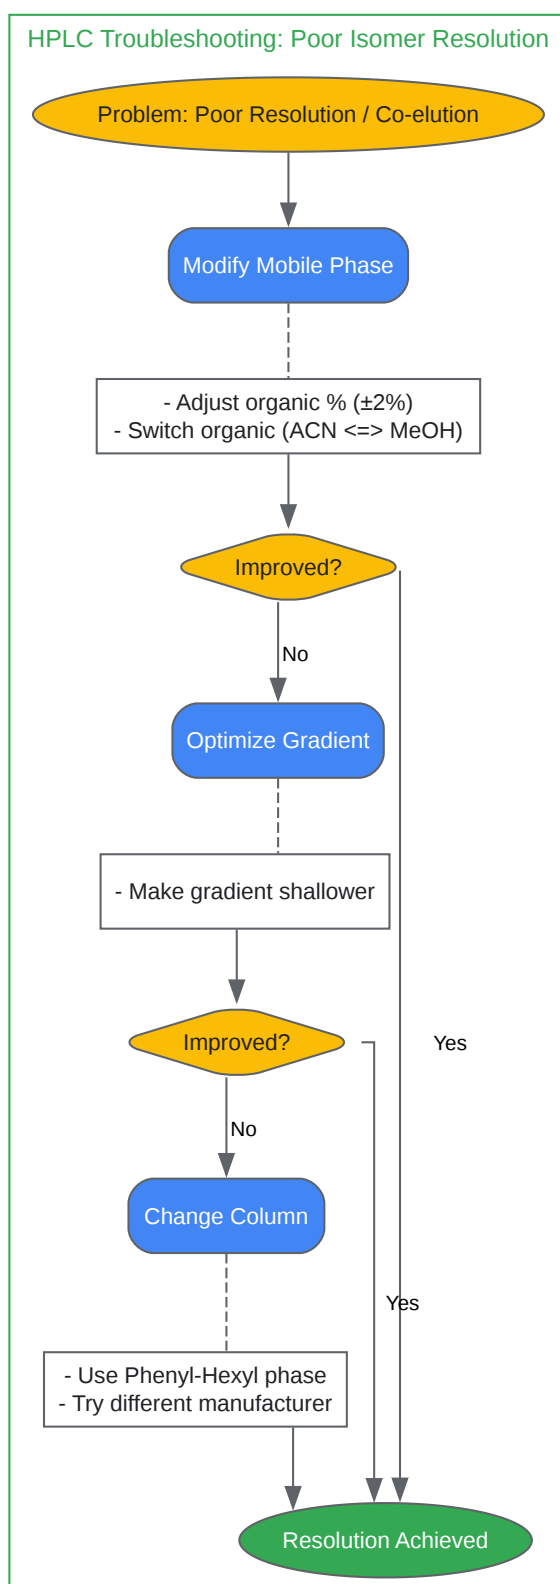 HPLC Troubleshooting: Poor Isomer Resolution
Problem: Poor Resolution / Co-elution
Modify Mobile Phase
- Adjust organic % (±2%)
- Switch organic (ACN <=> MeOH)
Improved?
No
Optimize Gradient
- Make gradient shallower
Improved?
Yes
No
Change Column
Yes
- Use Phenyl-Hexyl phase
- Try different manufacturer
Resolution Achieved